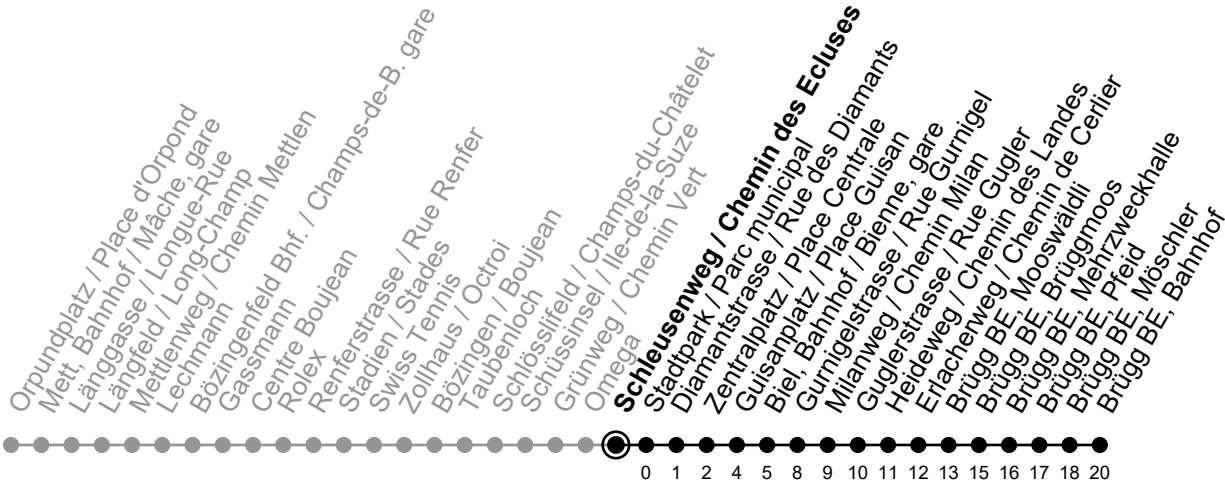 Orpundplatz / Place d'Orpond
Mett, Bahnhof / Mâche, gare
Länggasse / Longue-Rue
Längfeld / Long-Champ
Mettlenweg / Chemin Mettlen
Lechmann
Bözingenfeld Bhf. / Champs-de-B. gare
Gassmann
Centre Boujean
Rolex
Renferstrasse / Rue Renfer
Stadien / Stades
Swiss Tennis
Zollhaus / Octroi
Bözingen / Boujean
Taubenloch
Schlösslifeld / Champs-du-Châtelet
Schüssinsel / Ile-de-la-Suze
Grünweg / Chemin Vert
Omega
Schleusenweg / Chemin des Ecluses
Stadtpark / Parc municipal
Diamantstrasse / Rue des Diamants
Zentralplatz / Place Centrale
Guisanplatz / Place Guisan
Biel, Bahnhof / Bienne, gare
Gurnigelstrasse / Rue Gurnigel
Milanweg / Chemin Milan
Guglerstrasse / Rue Gugler
Heideweg / Chemin des Landes
Erlacherweg / Chemin de Cerlier
Brügg BE, Mooswäldli
Brügg BE, Brüggmoos
Brügg BE, Mehrzweckhalle
Brügg BE, Pfeid
Brügg BE, Möschler
Brügg BE, Bahnhof
0 1 2 4 5 8 9 10 11 12 13 15 16 17 18 20